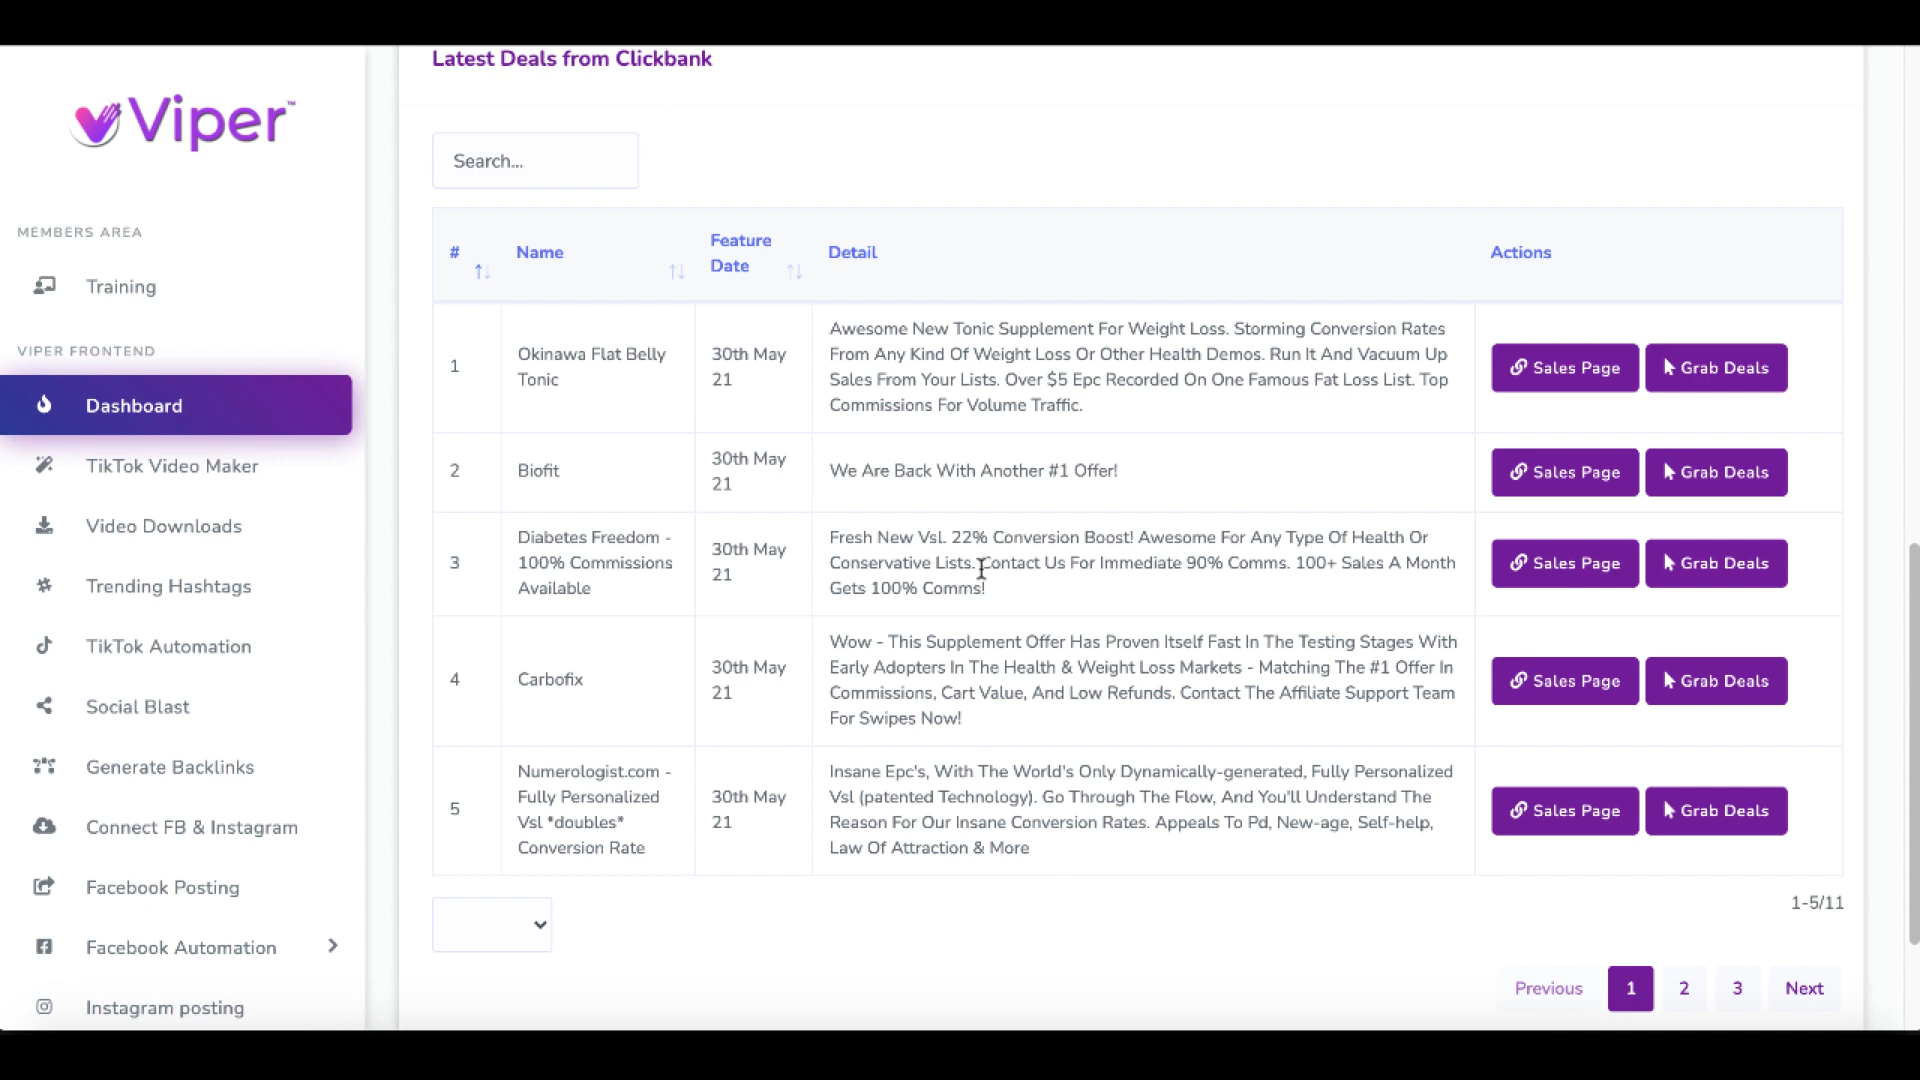 Latest Deals from Clickbank
Viper™
Search...
MEMBERS AREA
Training
VIPER FRONTEND
Dashboard
TikTok Video Maker
Video Downloads
Trending Hashtags
TikTok Automation
Social Blast
Generate Backlinks
Connect FB & Instagram
Facebook Posting
Facebook Automation
Instagram posting
#
Name
Feature
Date
Detail
Actions
1
Okinawa Flat Belly
Tonic
30th May
21
Awesome New Tonic Supplement For Weight Loss. Storming Conversion Rates
From Any Kind Of Weight Loss Or Other Health Demos. Run It And Vacuum Up
Sales From Your Lists. Over $5 Epc Recorded On One Famous Fat Loss List. Top
Commissions For Volume Traffic.
Sales Page
Grab Deals
2
Biofit
30th May
21
We Are Back With Another #1 Offer!
Sales Page
Grab Deals
3
Diabetes Freedom -
100% Commissions
Available
30th May
21
Fresh New Vsl. 22% Conversion Boost! Awesome For Any Type Of Health Or
Conservative Lists. Contact Us For Immediate 90% Comms. 100+ Sales A Month
Gets 100% Comms!
Sales Page
Grab Deals
4
Carbofix
30th May
21
Wow - This Supplement Offer Has Proven Itself Fast In The Testing Stages With
Early Adopters In The Health & Weight Loss Markets - Matching The #1 Offer In
Commissions, Cart Value, And Low Refunds. Contact The Affiliate Support Team
For Swipes Now!
Sales Page
Grab Deals
5
Numerologist.com -
Fully Personalized
Vsl *doubles*
Conversion Rate
30th May
21
Insane Epc's, With The World's Only Dynamically-generated, Fully Personalized
Vsl (patented Technology). Go Through The Flow, And You'll Understand The
Reason For Our Insane Conversion Rates. Appeals To Pd, New-age, Self-help,
Law Of Attraction & More
Sales Page
Grab Deals
1-5/11
Previous 1 2 3 Next